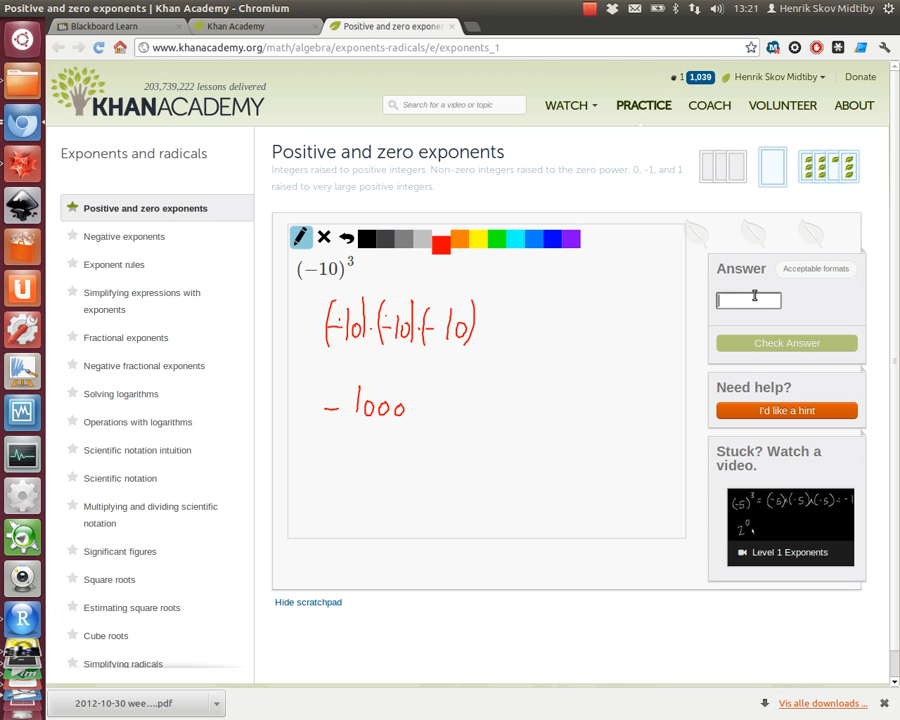 Positive and zero exponents | Khan Academy - Chromium
13:21 Henrik Skov Midtiby
Blackboard Learn
Khan Academy
Positive and zero exponen
www.khanacademy.org/math/algebra/exponents-radicals/e/exponents_1
203,739,222 lessons delivered
KHANACADEMY
Search for a video or topic
1 1,039 Henrik Skov Midtiby Donate
WATCH PRACTICE COACH VOLUNTEER ABOUT
Exponents and radicals
Positive and zero exponents
Negative exponents
Exponent rules
Simplifying expressions with
exponents
Fractional exponents
Negative fractional exponents
Solving logarithms
Operations with logarithms
Scientific notation intuition
Scientific notation
Multiplying and dividing scientific
notation
Significant figures
Square roots
Estimating square roots
Cube roots
Simplifying radicals
Positive and zero exponents
Integers raised to positive integers. Non-zero integers raised to the zero power. 0, -1, and 1
raised to very large positive integers.
(−10)³
(-10)·(-10)·(-10)
- 1000
Hide scratchpad
Answer
Acceptable formats
Check Answer
Need help?
I'd like a hint
Stuck? Watch a
video.
(-5)³ = (-5)×(-5)×(-5) = -1
2⁰
Level 1 Exponents
2012-10-30 wee....pdf
Vis alle downloads ...